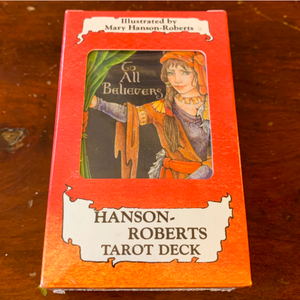 Illustrated by
Mary Hanson-Roberts
To
All
Believers
HANSON-
ROBERTS
TAROT DECK